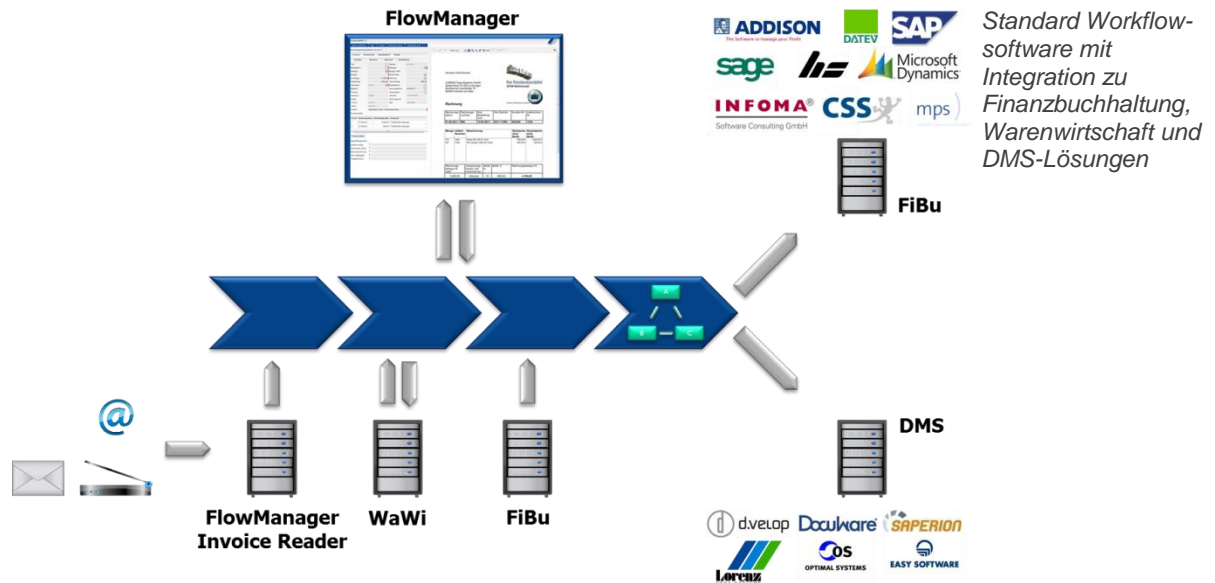 FlowManager
ADDISON
The Software to manage your Profit
DATEV
SAP
sage
hs
Microsoft
Dynamics
INFOMA®
Software Consulting GmbH
CSS
mps
Standard Workflow-
software mit
Integration zu
Finanzbuchhaltung,
Warenwirtschaft und
DMS-Lösungen
Rechnung
FiBu
A
B
C
@
DMS
FlowManager
Invoice Reader
WaWi
FiBu
d.velop
DocuWare
SAPERION
Lorenz
OS
OPTIMAL SYSTEMS
EASY SOFTWARE